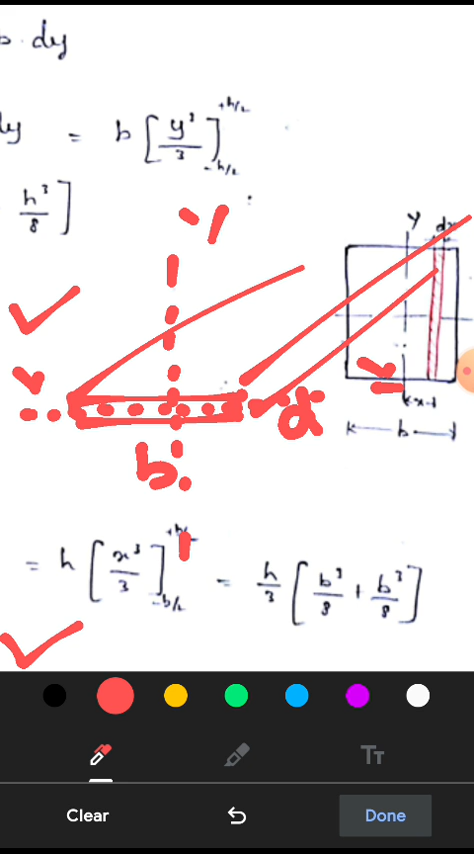 b dy
dy = b [y³/3]+h/2 -h/2
h³/8]
y dx
x
b
b
d
= h [x³/3]+b/2 -b/2 = h/3 [b³/8 + b³/8]
Tт
Clear
Done